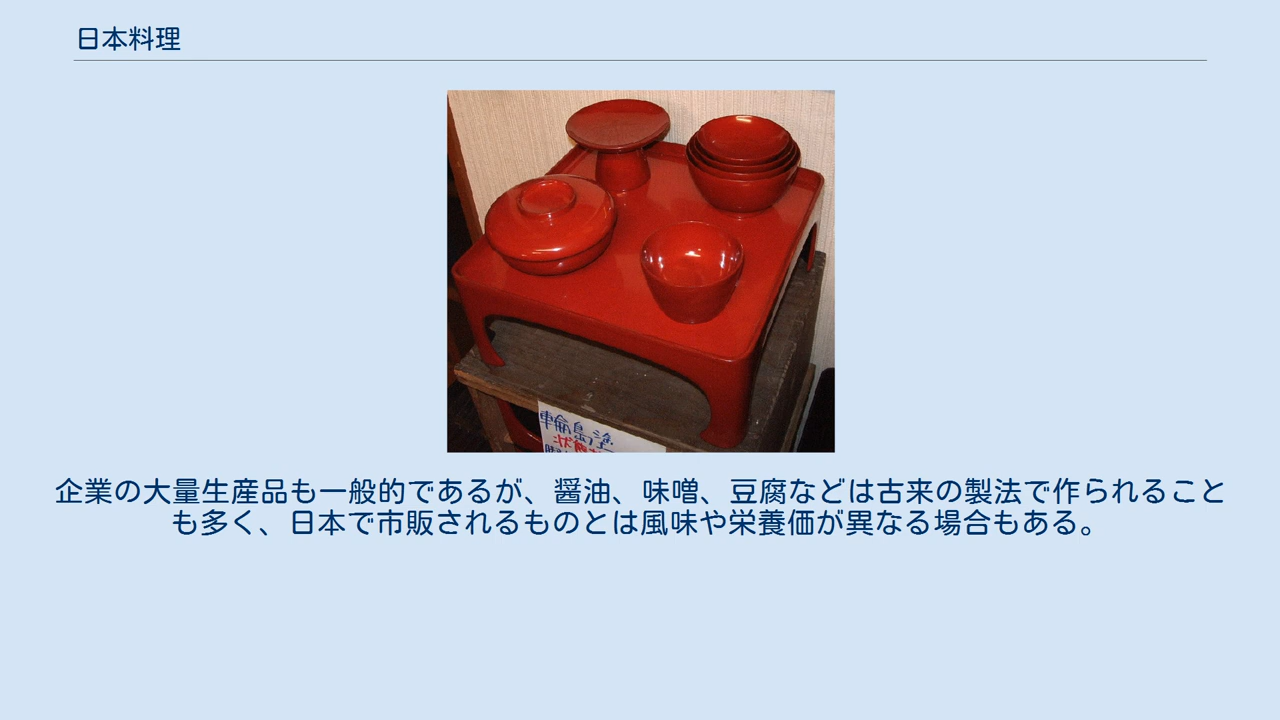 日本料理
輪島塗
企業の大量生産品も一般的であるが、醤油、味噌、豆腐などは古来の製法で作られること
も多く、日本で市販されるものとは風味や栄養価が異なる場合もある。